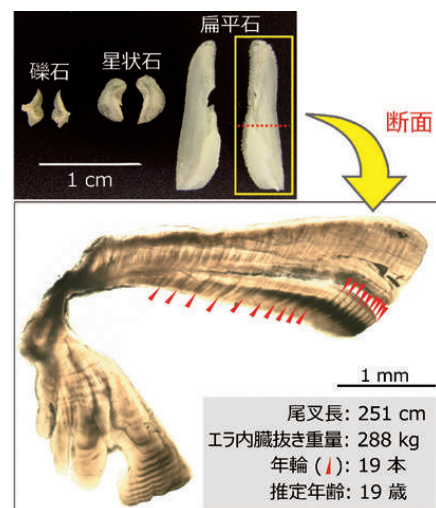 礫石
星状石
扁平石
1 cm
断面
1 mm
尾叉長: 251 cm
エラ内臓抜き重量: 288 kg
年輪 ( ): 19 本
推定年齢: 19 歳